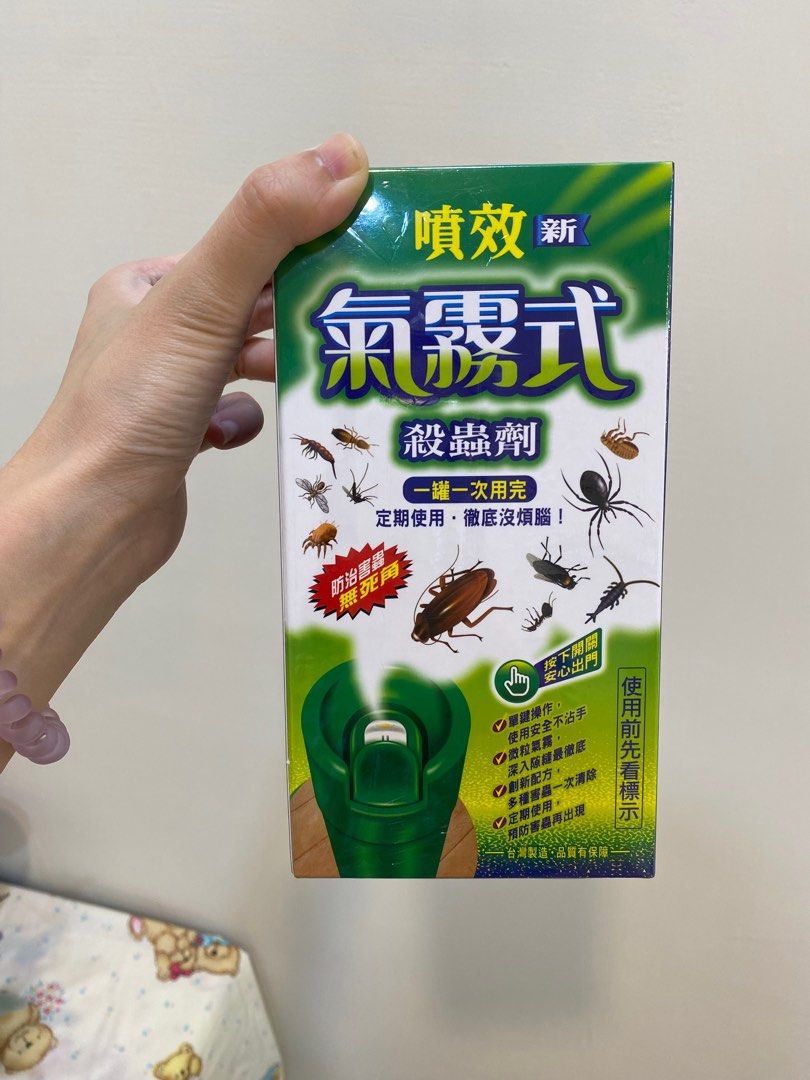 噴效 新
氣霧式
殺蟲劑
一罐一次用完
定期使用·徹底沒煩腦!
防治害蟲
無死角
按下開關
安心出門
單鍵操作，
使用安全不沾手
微粒氣霧，
深入隙縫最徹底
創新配方，
多種害蟲一次清除
定期使用，
預防害蟲再出現
使用前先看標示
台灣製造·品質有保障